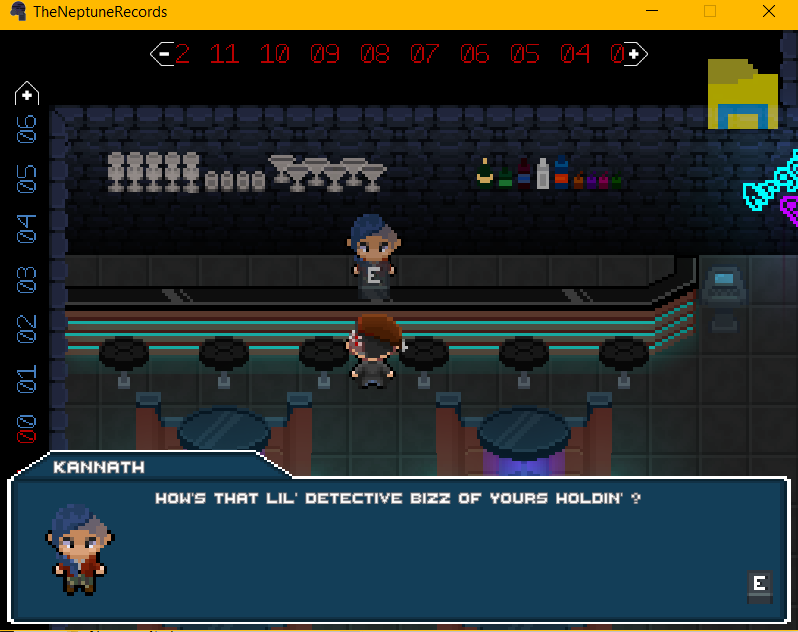 TheNeptuneRecords
2 11 10 09 08 07 06 05 04 0
06
05
04
03
02
01
00
E
KANNATH
HOW'S THAT LIL' DETECTIVE BIZZ OF YOURS HOLDIN' ?
E